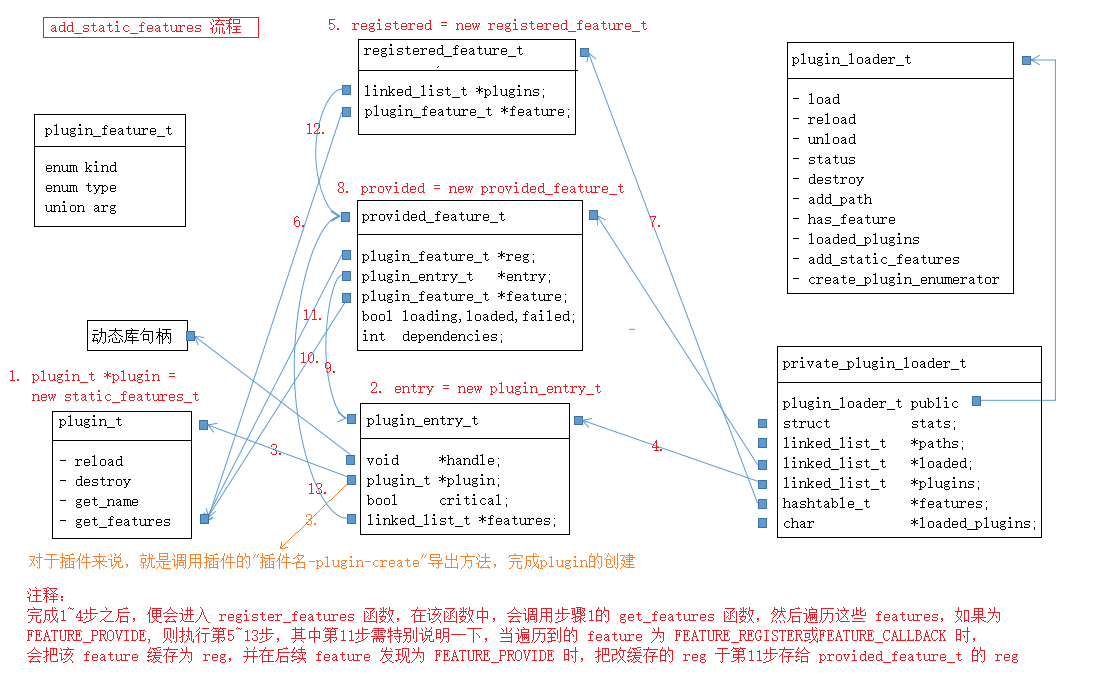 add_static_features 流程
5. registered = new registered_feature_t
registered_feature_t
linked_list_t *plugins;
plugin_feature_t *feature;
plugin_loader_t
- load
- reload
- unload
- status
- destroy
- add_path
- has_feature
- loaded_plugins
- add_static_features
- create_plugin_enumerator
plugin_feature_t
enum kind
enum type
union arg
12.
8. provided = new provided_feature_t
provided_feature_t
plugin_feature_t *reg;
plugin_entry_t *entry;
plugin_feature_t *feature;
bool loading,loaded,failed;
int dependencies;
6.
7.
11.
10.
9.
动态库句柄
1. plugin_t *plugin =
new static_features_t
plugin_t
- reload
- destroy
- get_name
- get_features
2. entry = new plugin_entry_t
plugin_entry_t
void *handle;
plugin_t *plugin;
bool critical;
linked_list_t *features;
3.
13.
3.
4.
private_plugin_loader_t
plugin_loader_t public
struct stats;
linked_list_t *paths;
linked_list_t *loaded;
linked_list_t *plugins;
hashtable_t *features;
char *loaded_plugins;
对于插件来说，就是调用插件的"插件名-plugin-create"导出方法，完成plugin的创建
注释：
完成1~4步之后，便会进入 register_features 函数，在该函数中，会调用步骤1的 get_features 函数，然后遍历这些 features，如果为
FEATURE_PROVIDE, 则执行第5~13步，其中第11步需特别说明一下，当遍历到的 feature 为 FEATURE_REGISTER或FEATURE_CALLBACK 时，
会把该 feature 缓存为 reg，并在后续 feature 发现为 FEATURE_PROVIDE 时，把改缓存的 reg 于第11步存给 provided_feature_t 的 reg